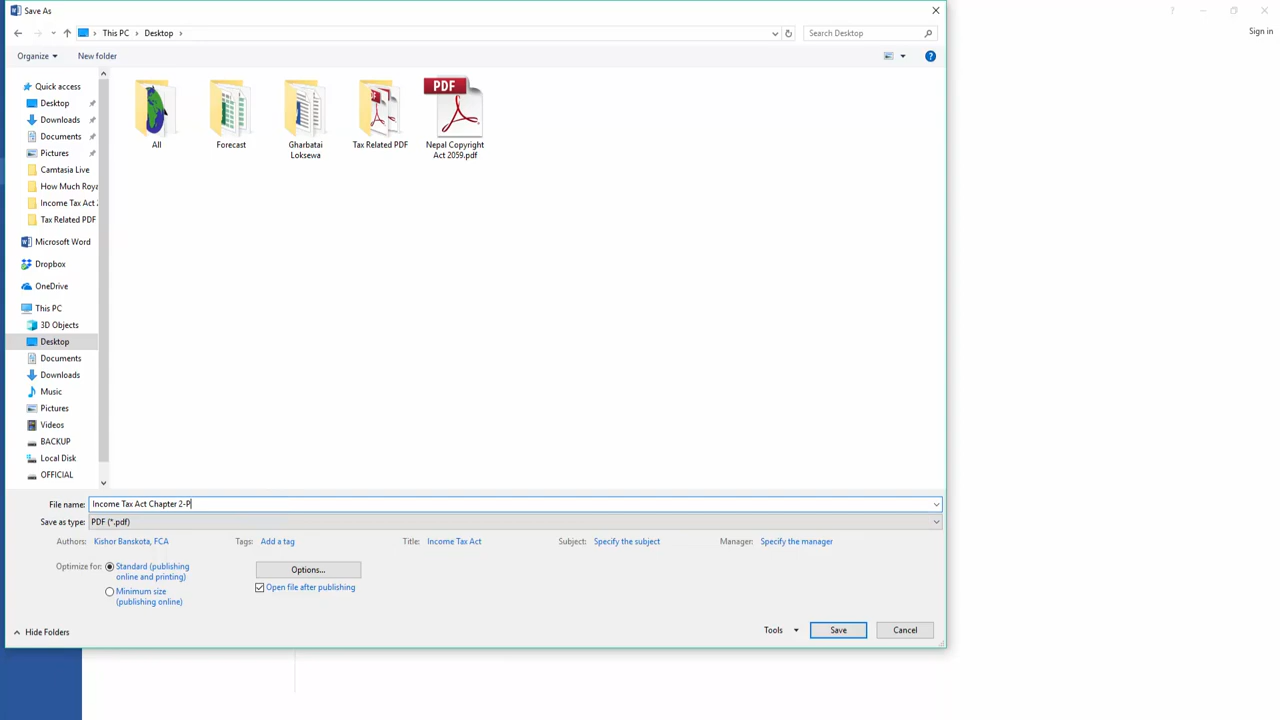 Save As
?
Sign in
This PC
Desktop
Search Desktop
Organize
New folder
?
Quick access
Desktop
Downloads
Documents
Pictures
Camtasia Live
How Much Roya
Income Tax Act .
Tax Related PDF
Microsoft Word
Dropbox
OneDrive
This PC
3D Objects
Desktop
Documents
Downloads
Music
Pictures
Videos
BACKUP
Local Disk
OFFICIAL
All
Forecast
Gharbatai
Loksewa
PDF
Tax Related PDF
PDF
Nepal Copyright
Act 2059.pdf
File name: Income Tax Act Chapter 2-P
Save as type: PDF (*.pdf)
Authors: Kishor Banskota, FCA
Tags: Add a tag
Title: Income Tax Act
Subject: Specify the subject
Manager: Specify the manager
Optimize for: Standard (publishing
online and printing)
Minimum size
(publishing online)
Options...
Open file after publishing
Hide Folders
Tools
Save
Cancel